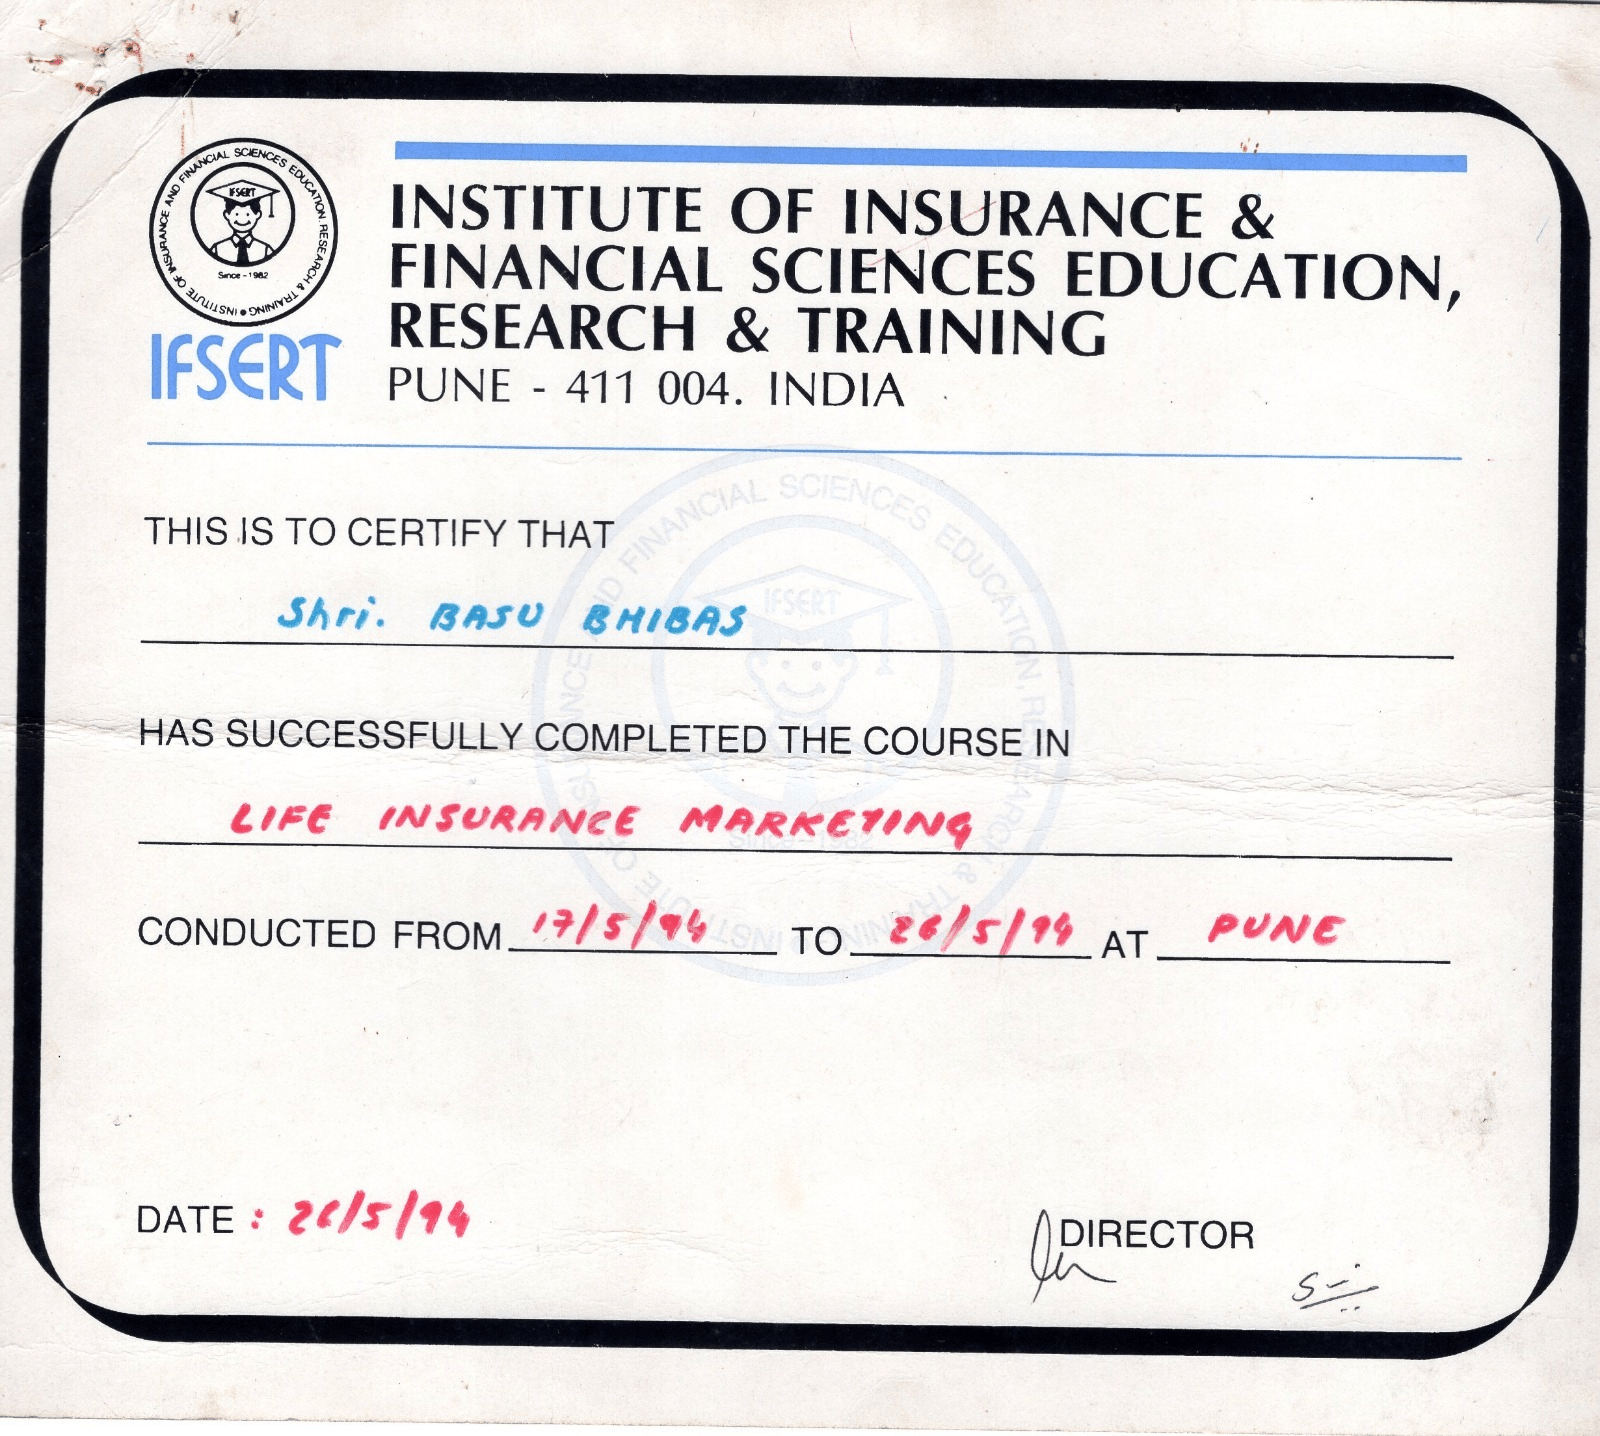 INSTITUTE OF INSURANCE AND FINANCIAL SCIENCES EDUCATION, RESEARCH & TRAINING
IFSERT
Since - 1982
IFSERT
INSTITUTE OF INSURANCE &
FINANCIAL SCIENCES EDUCATION,
RESEARCH & TRAINING
PUNE - 411 004. INDIA
THIS IS TO CERTIFY THAT
Shri. BASU BHIBAS
HAS SUCCESSFULLY COMPLETED THE COURSE IN
LIFE INSURANCE MARKETING
CONDUCTED FROM 17/5/94 TO 26/5/94 AT PUNE
DATE : 26/5/94
DIRECTOR